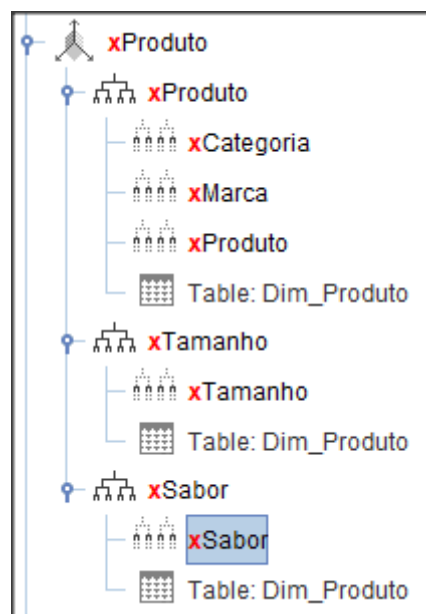 xProduto
xProduto
xCategoria
xMarca
xProduto
Table: Dim_Produto
xTamanho
xTamanho
Table: Dim_Produto
xSabor
xSabor
Table: Dim_Produto